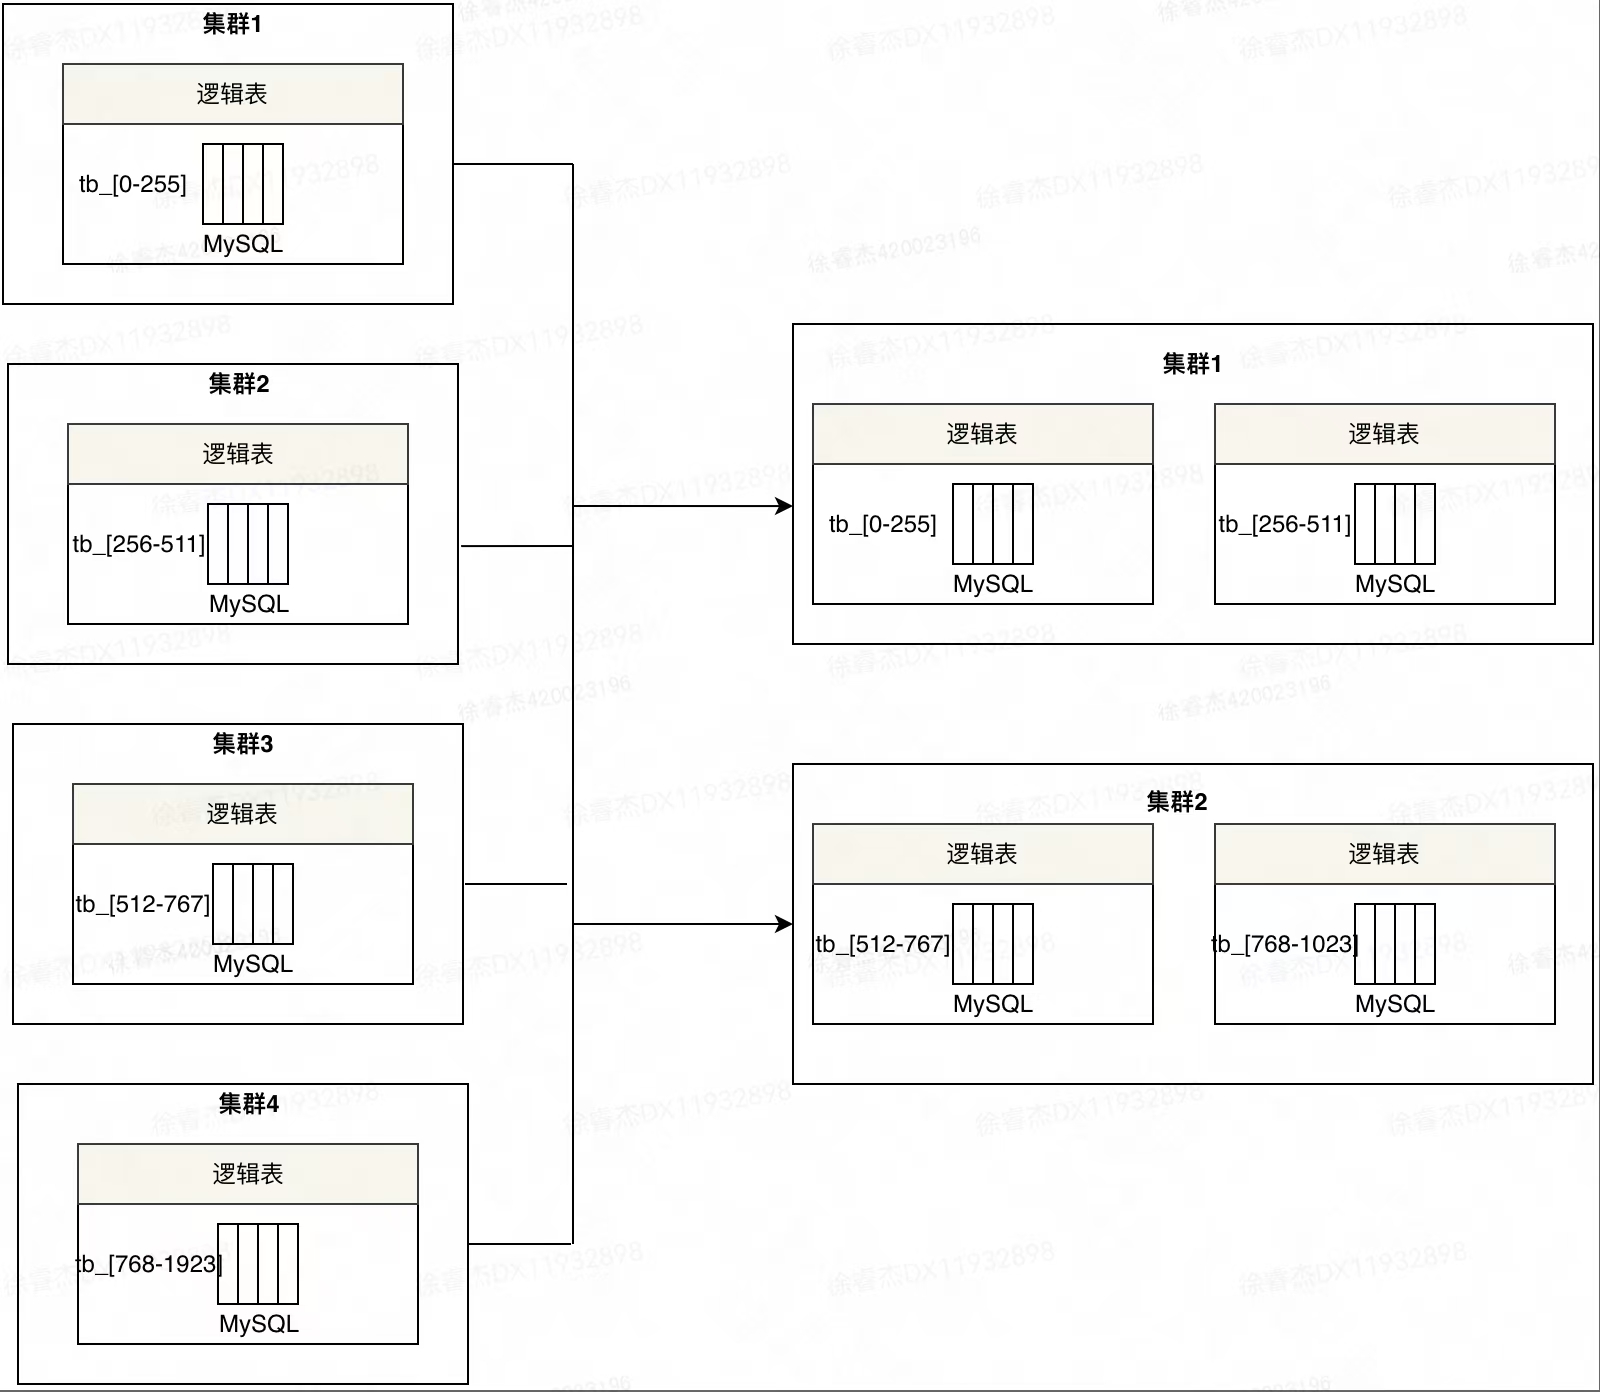 集群1
逻辑表
tb_[0-255]
MySQL
集群2
逻辑表
tb_[256-511]
MySQL
集群3
逻辑表
tb_[512-767]
MySQL
集群4
逻辑表
tb_[768-1923]
MySQL
集群1
逻辑表
tb_[0-255]
MySQL
逻辑表
tb_[256-511]
MySQL
集群2
逻辑表
tb_[512-767]
MySQL
逻辑表
tb_[768-1023]
MySQL
徐睿杰DX11932898
徐睿杰420023196